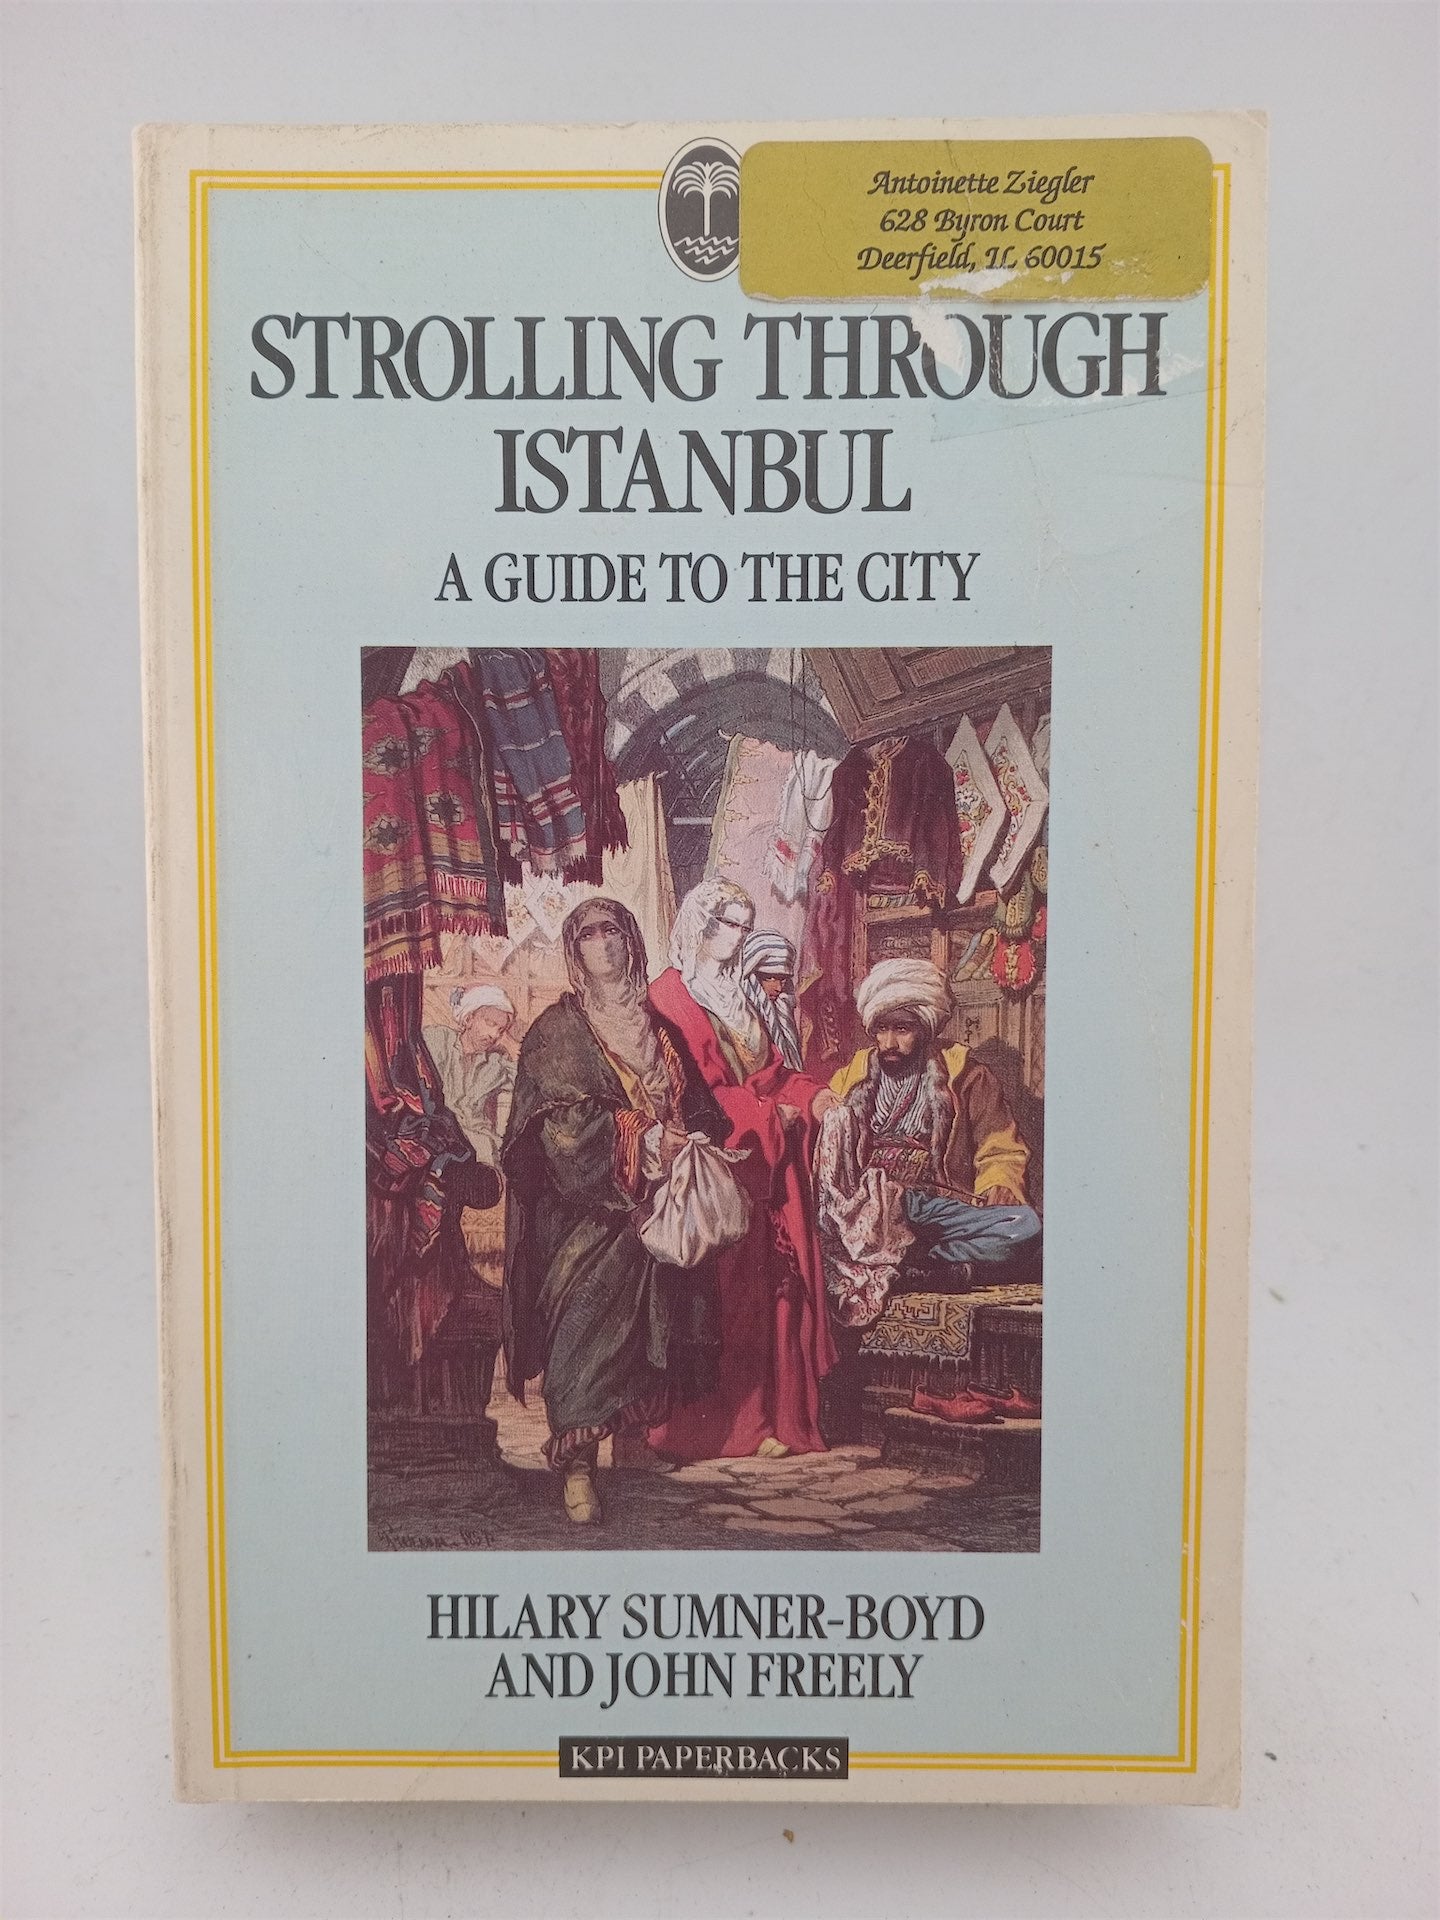 Antoinette Ziegler
628 Byron Court
Deerfield, IL 60015
STROLLING THROUGH
ISTANBUL
A GUIDE TO THE CITY
HILARY SUMNER-BOYD
AND JOHN FREELY
KPI PAPERBACKS